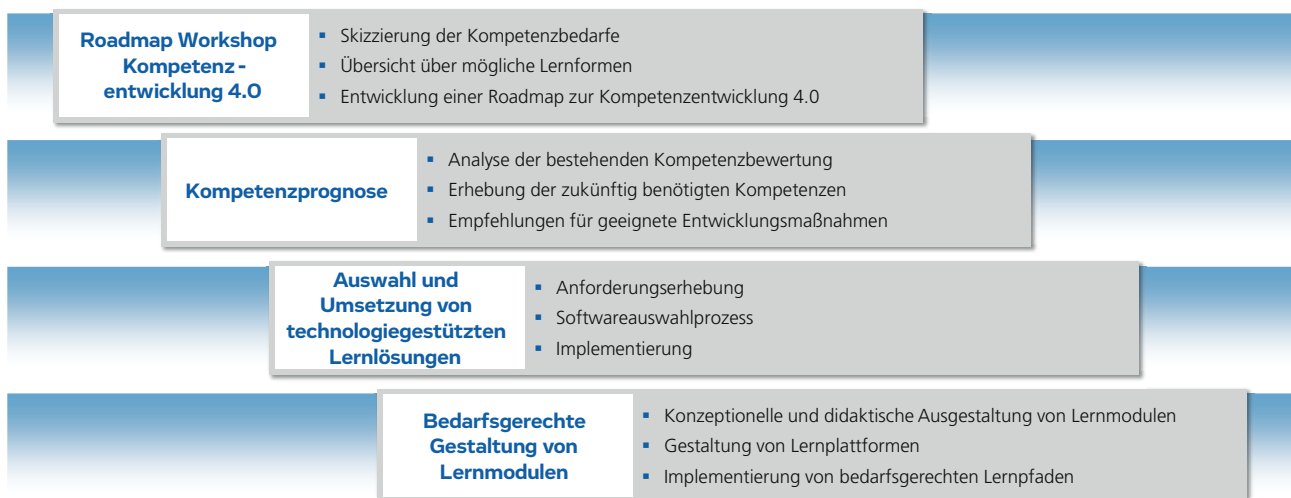 Roadmap Workshop
Kompetenz -
entwicklung 4.0
▪ Skizzierung der Kompetenzbedarfe
▪ Übersicht über mögliche Lernformen
▪ Entwicklung einer Roadmap zur Kompetenzentwicklung 4.0
Kompetenzprognose
▪ Analyse der bestehenden Kompetenzbewertung
▪ Erhebung der zukünftig benötigten Kompetenzen
▪ Empfehlungen für geeignete Entwicklungsmaßnahmen
Auswahl und
Umsetzung von
technologiegestützten
Lernlösungen
▪ Anforderungserhebung
▪ Softwareauswahlprozess
▪ Implementierung
Bedarfsgerechte
Gestaltung von
Lernmodulen
▪ Konzeptionelle und didaktische Ausgestaltung von Lernmodulen
▪ Gestaltung von Lernplattformen
▪ Implementierung von bedarfsgerechten Lernpfaden